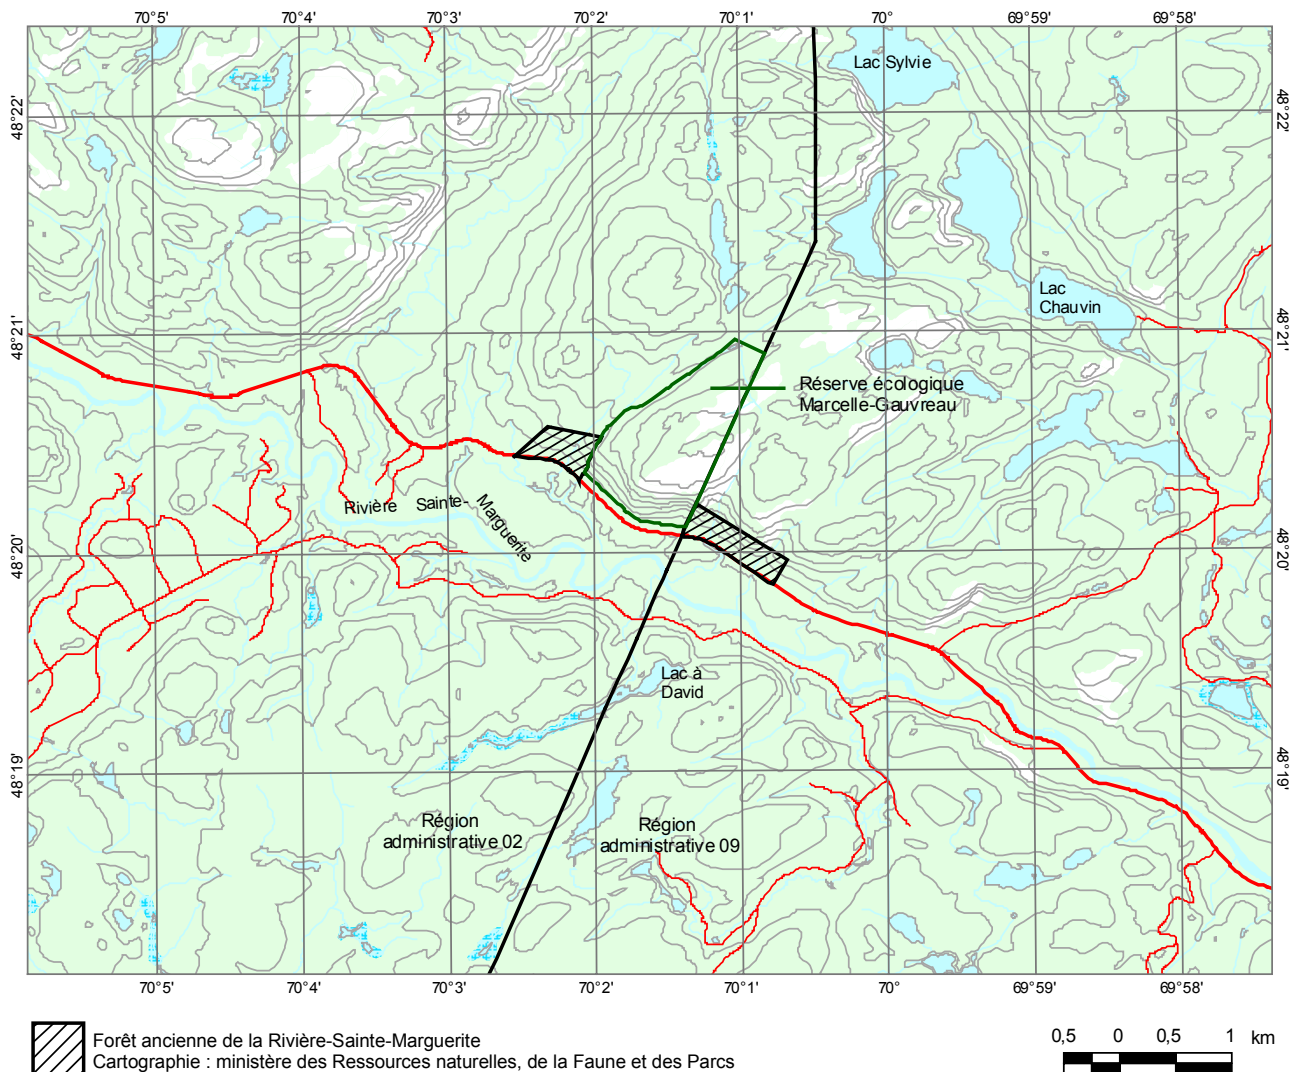 70°5' 70°4' 70°3' 70°2' 70°1' 70° 69°59' 69°58'
Lac Sylvie
48°22' 48°22'
Lac
Chauvin
48°21' 48°21'
Réserve écologique
Marcelle-Gauvreau
Rivière Sainte-
Marguerite
48°20' 48°20'
Lac à
David
48°19' 48°19'
Région
administrative 02
Région
administrative 09
70°5' 70°4' 70°3' 70°2' 70°1' 70° 69°59' 69°58'
Forêt ancienne de la Rivière-Sainte-Marguerite
Cartographie : ministère des Ressources naturelles, de la Faune et des Parcs
0,5 0 0,5 1 km